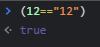 > (12=="12")
< true